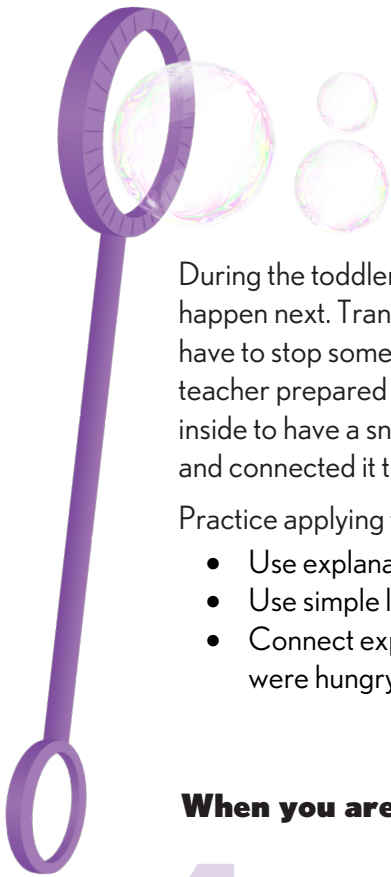 During the toddler
happen next. Tran
have to stop some
teacher prepared
inside to have a sn
and connected it t
Practice applying
• Use explana
• Use simple l
• Connect exp
were hungry
When you are